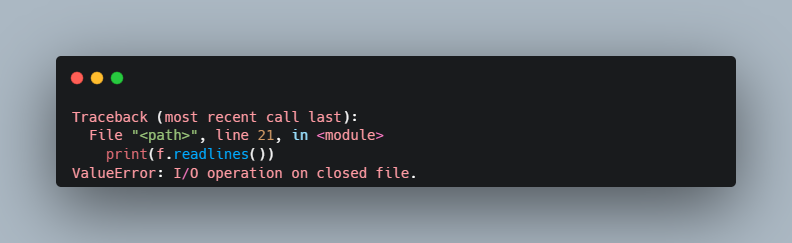 Traceback (most recent call last):
  File "<path>", line 21, in <module>
    print(f.readlines())
ValueError: I/O operation on closed file.